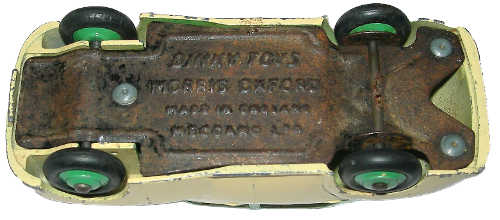 DINKY TOYS
MORRIS OXFORD
MADE IN ENGLAND
MECCANO LTD